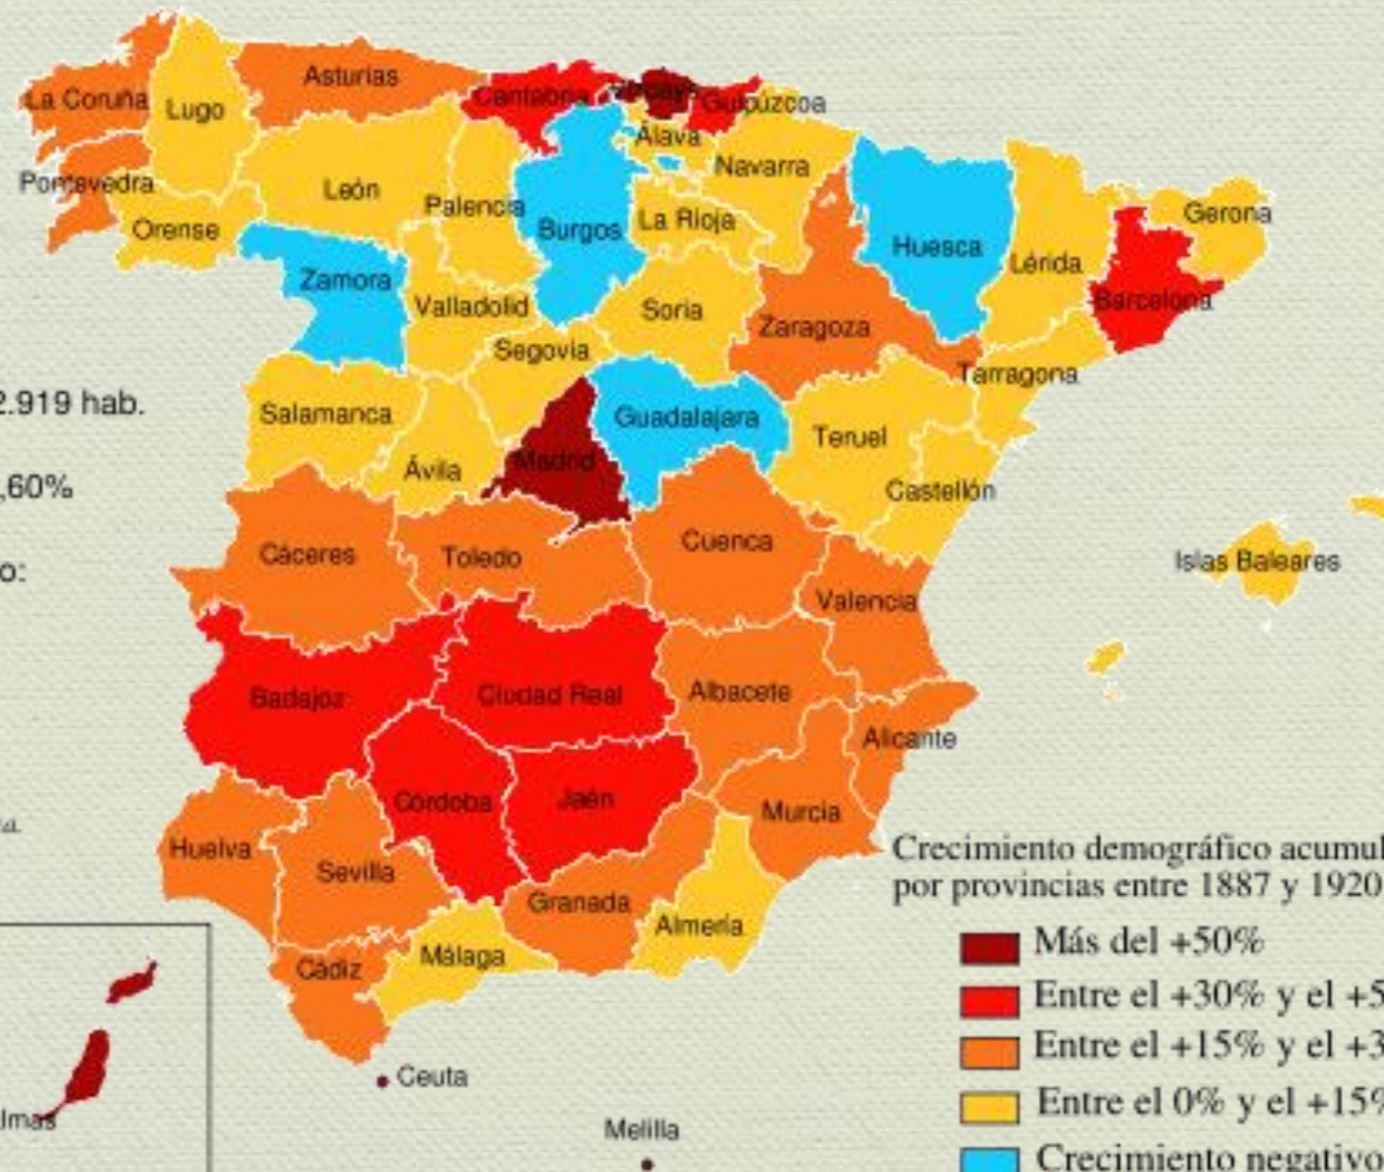 La Coruña
Lugo
Asturias
Cantabria
Guipúzcoa
Álava
Navarra
Pontevedra
Orense
León
Palencia
Burgos
La Rioja
Huesca
Lérida
Gerona
Barcelona
Zamora
Valladolid
Soria
Zaragoza
Segovia
Tarragona
2.919 hab.
Salamanca
Guadalajara
Teruel
Ávila
Madrid
Castellón
,60%
Cáceres
Toledo
Cuenca
Islas Baleares
o:
Valencia
Badajoz
Ciudad Real
Albacete
Alicante
Córdoba
Jaén
Murcia
Huelva
Sevilla
Granada
Almería
Málaga
Cádiz
Ceuta
Melilla
lmas
Crecimiento demográfico acumul
por provincias entre 1887 y 1920
Más del +50%
Entre el +30% y el +5
Entre el +15% y el +3
Entre el 0% y el +15%
Crecimiento negativo